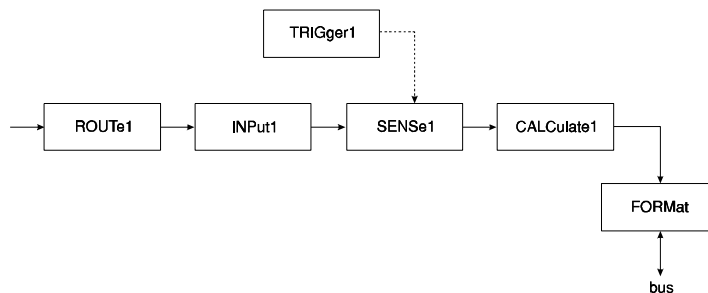 TRIGger1
ROUTe1
INPut1
SENSe1
CALCulate1
FORMat
bus